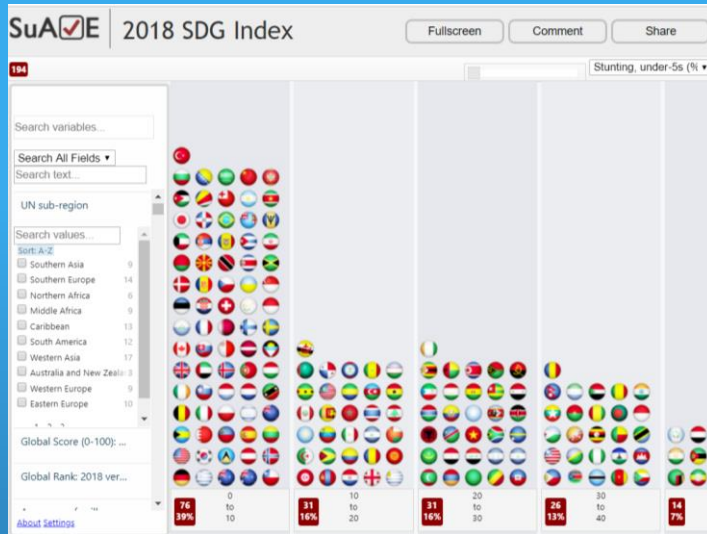 SuAVE 2018 SDG Index Fullscreen Comment Share
194 Stunting, under-5s (%
Search variables...
Search All Fields
Search text...
UN sub-region
Search values...
Sort: A-Z
Southern Asia 9
Southern Europe 14
Northern Africa 6
Middle Africa 9
Caribbean 13
South America 12
Western Asia 17
Australia and New Zeala 3
Western Europe 9
Eastern Europe 10
Global Score (0-100): ...
Global Rank: 2018 ver...
About Settings
76 39% 0 to 10
31 16% 10 to 20
31 16% 20 to 30
26 13% 30 to 40
14 7%